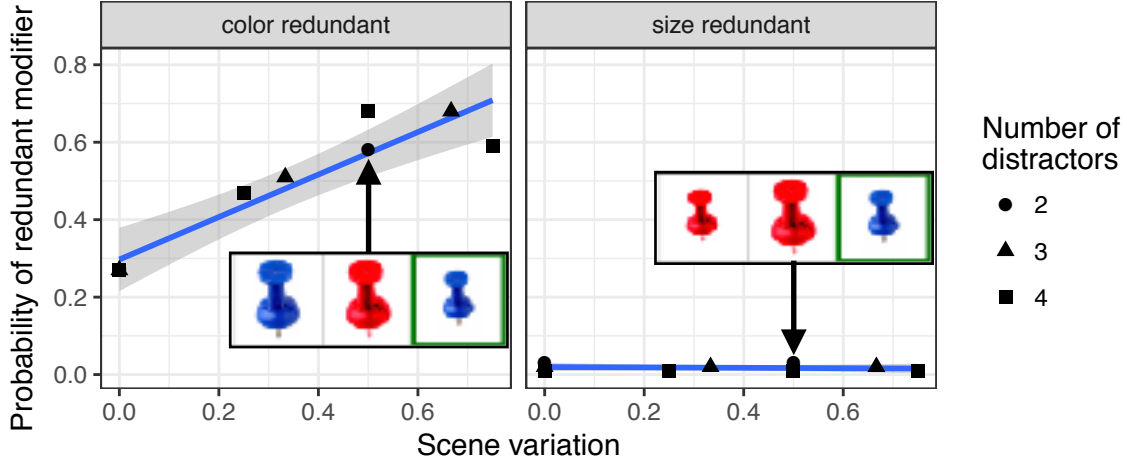 color redundant
size redundant
Probability of redundant modifier
0.8
0.6
0.4
0.2
0.0
0.0 0.2 0.4 0.6
0.0 0.2 0.4 0.6
Scene variation
Number of
distractors
2
3
4